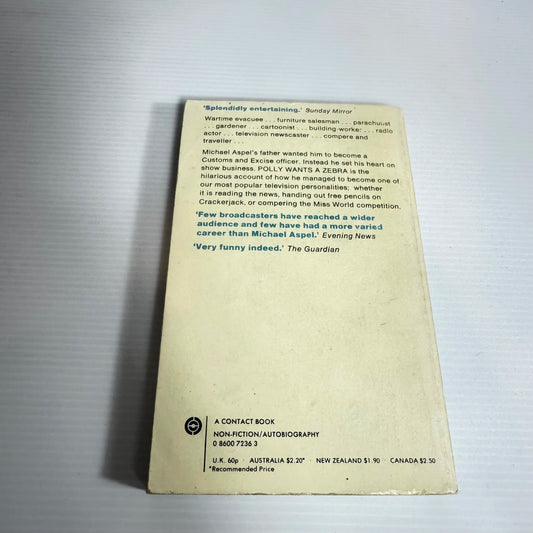 'Splendidly entertaining.' Sunday Mirror
Wartime evacuee . . . furniture salesman . . . parachutist
. . . gardener . . . cartoonist . . . building-worker . . . radio
actor . . . television newscaster . . . compere and
traveller . . .
Michael Aspel's father wanted him to become a
Customs and Excise officer. Instead he set his heart on
show business. POLLY WANTS A ZEBRA is the
hilarious account of how he managed to become one of
our most popular television personalities; whether
it is reading the news, handing out free pencils on
Crackerjack, or compering the Miss World competition.
'Few broadcasters have reached a wider
audience and few have had a more varied
career than Michael Aspel.' Evening News
'Very funny indeed.' The Guardian
A CONTACT BOOK
NON-FICTION/AUTOBIOGRAPHY
0 8600 7236 3
U.K. 60p · AUSTRALIA $2.20* · NEW ZEALAND $1.90 · CANADA $2.50
*Recommended Price